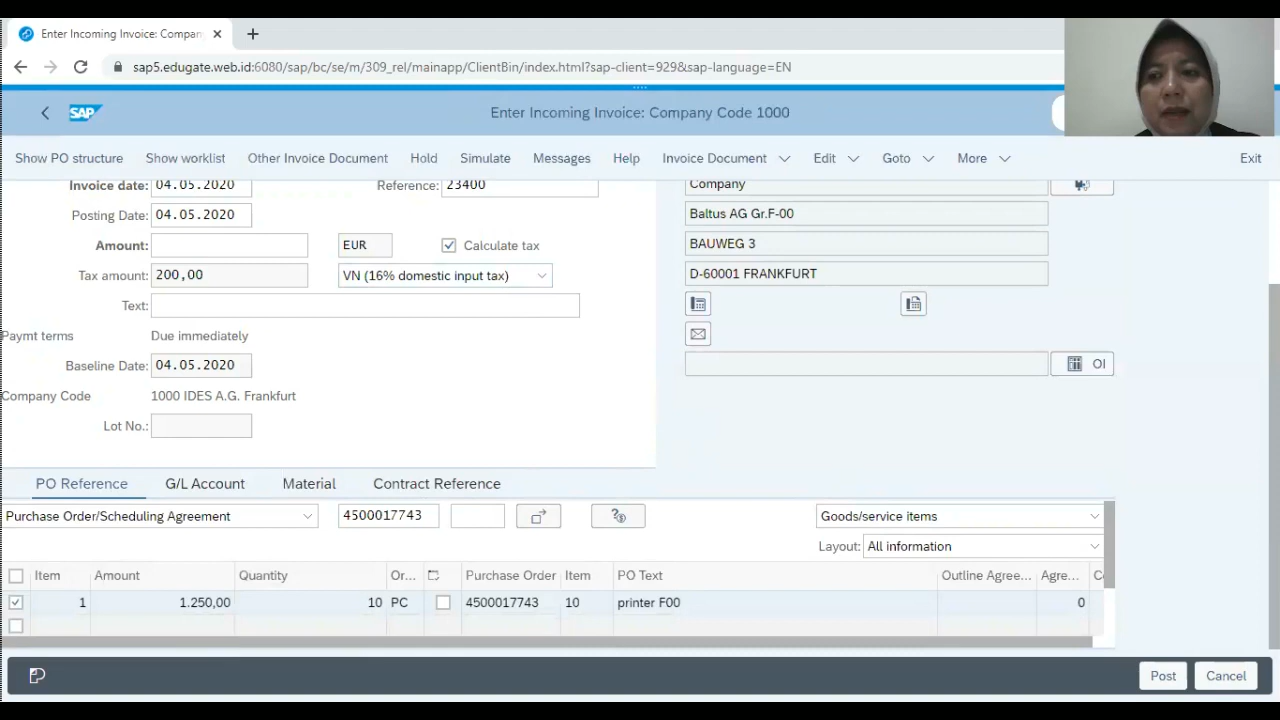 Enter Incoming Invoice: Compan
sap5.edugate.web.id:6080/sap/bc/se/m/309_rel/mainapp/ClientBin/index.html?sap-client=929&sap-language=EN
SAP Enter Incoming Invoice: Company Code 1000
Show PO structure Show worklist Other Invoice Document Hold Simulate Messages Help Invoice Document Edit Goto More Exit
Invoice date: 04.05.2020 Reference: 23400 Company
Posting Date: 04.05.2020 Baltus AG Gr.F-00
Amount: EUR Calculate tax BAUWEG 3
Tax amount: 200,00 VN (16% domestic input tax) D-60001 FRANKFURT
Text:
Paymt terms Due immediately
Baseline Date: 04.05.2020 OI
Company Code 1000 IDES A.G. Frankfurt
Lot No.:
PO Reference G/L Account Material Contract Reference
Purchase Order/Scheduling Agreement 4500017743 Goods/service items
Layout: All information
Item Amount Quantity Or... Purchase Order Item PO Text Outline Agree... Agre...
1 1.250,00 10 PC 4500017743 10 printer F00 0
Post Cancel